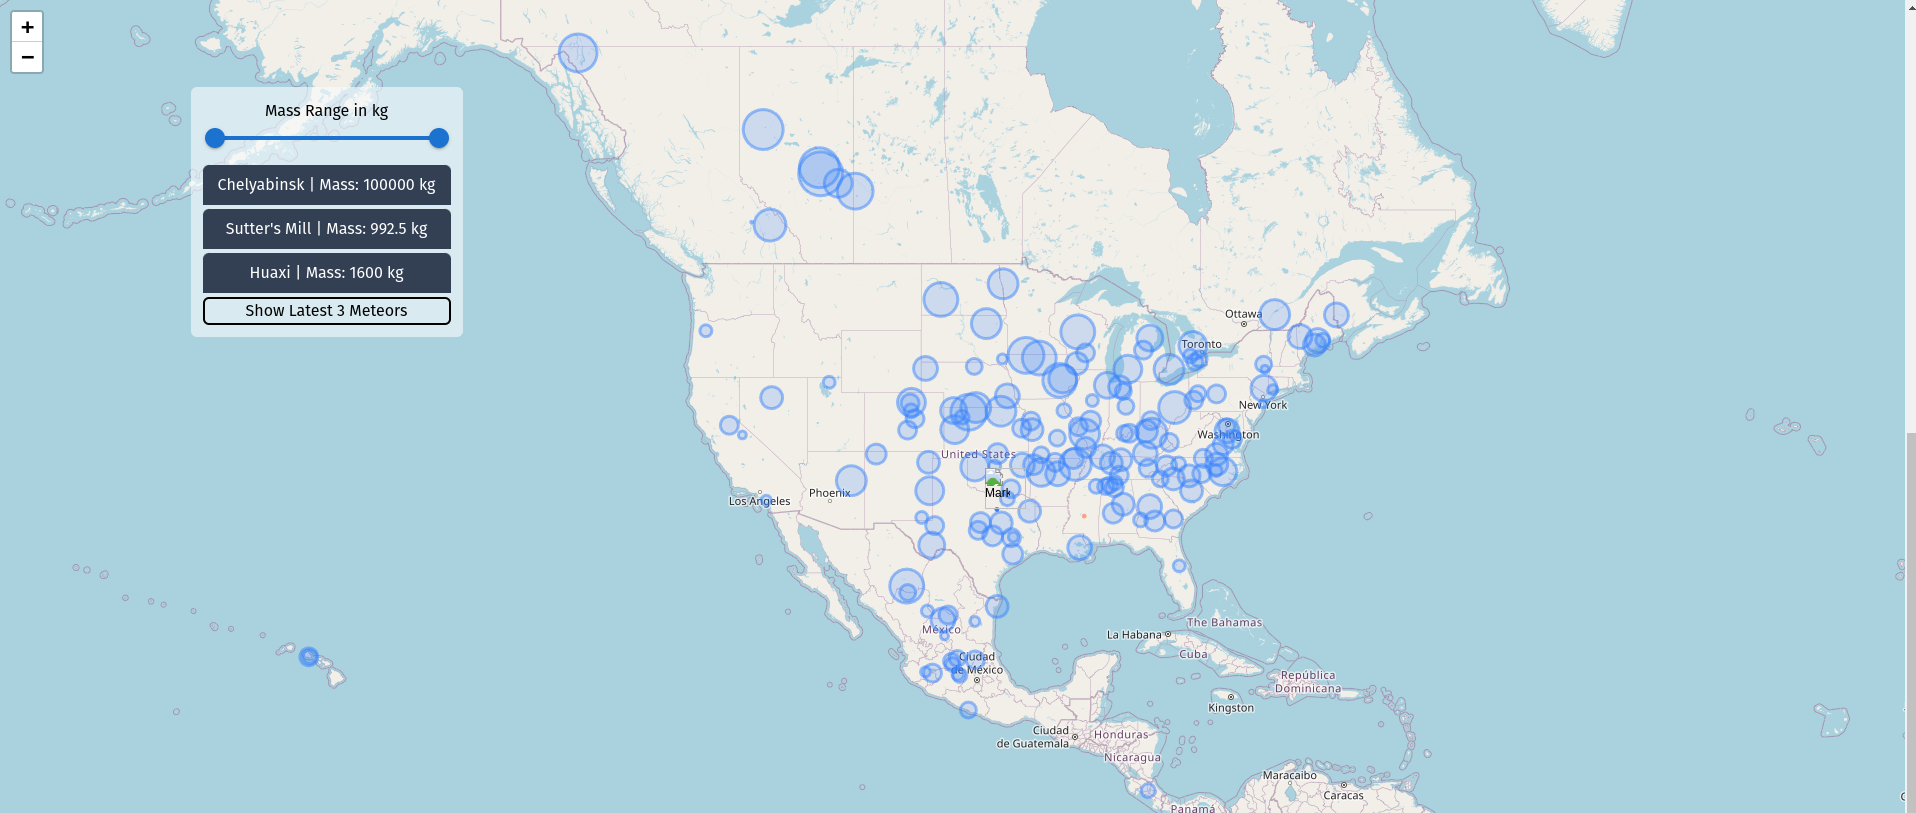 +
−
Mass Range in kg
Chelyabinsk | Mass: 100000 kg
Sutter's Mill | Mass: 992.5 kg
Huaxi | Mass: 1600 kg
Show Latest 3 Meteors
Ottawa
Toronto
New York
Washington
United States
Mark
Phoenix
Los Angeles
México
Ciudad
de México
The Bahamas
La Habana
Cuba
República
Dominicana
Kingston
Ciudad
de Guatemala
Honduras
Nicaragua
Maracaibo
Caracas
Panamá